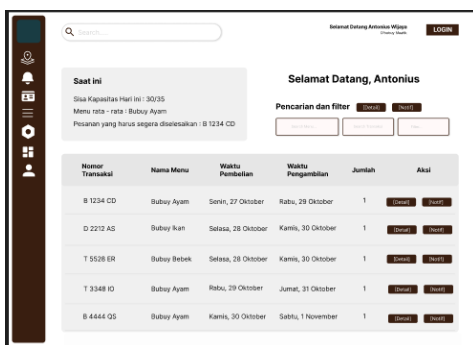 Search...
Selamat Datang Antonius Wijaya
LOGIN
Saat ini
Sisa Kapasitas Hari ini : 30/35
Menu rata - rata : Bubuy Ayam
Pesanan yang harus segera diselesaikan : B 1234 CD
Selamat Datang, Antonius
Pencarian dan filter [Detail] [Notif]
Nomor Transaksi Nama Menu Waktu Pembelian Waktu Pengambilan Jumlah Aksi
B 1234 CD Bubuy Ayam Senin, 27 Oktober Rabu, 29 Oktober 1 [Detail] [Notif]
D 2212 AS Bubuy Ikan Selasa, 28 Oktober Kamis, 30 Oktober 1 [Detail] [Notif]
T 5528 ER Bubuy Bebek Selasa, 28 Oktober Kamis, 30 Oktober 1 [Detail] [Notif]
T 3348 IO Bubuy Ayam Rabu, 29 Oktober Jumat, 31 Oktober 1 [Detail] [Notif]
B 4444 QS Bubuy Ayam Kamis, 30 Oktober Sabtu, 1 November 1 [Detail] [Notif]